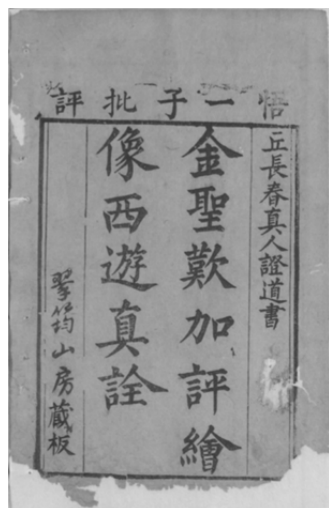 悟一子批評
丘長春真人證道書
金聖歎加評繪
像西遊真詮
翠筠山房藏板